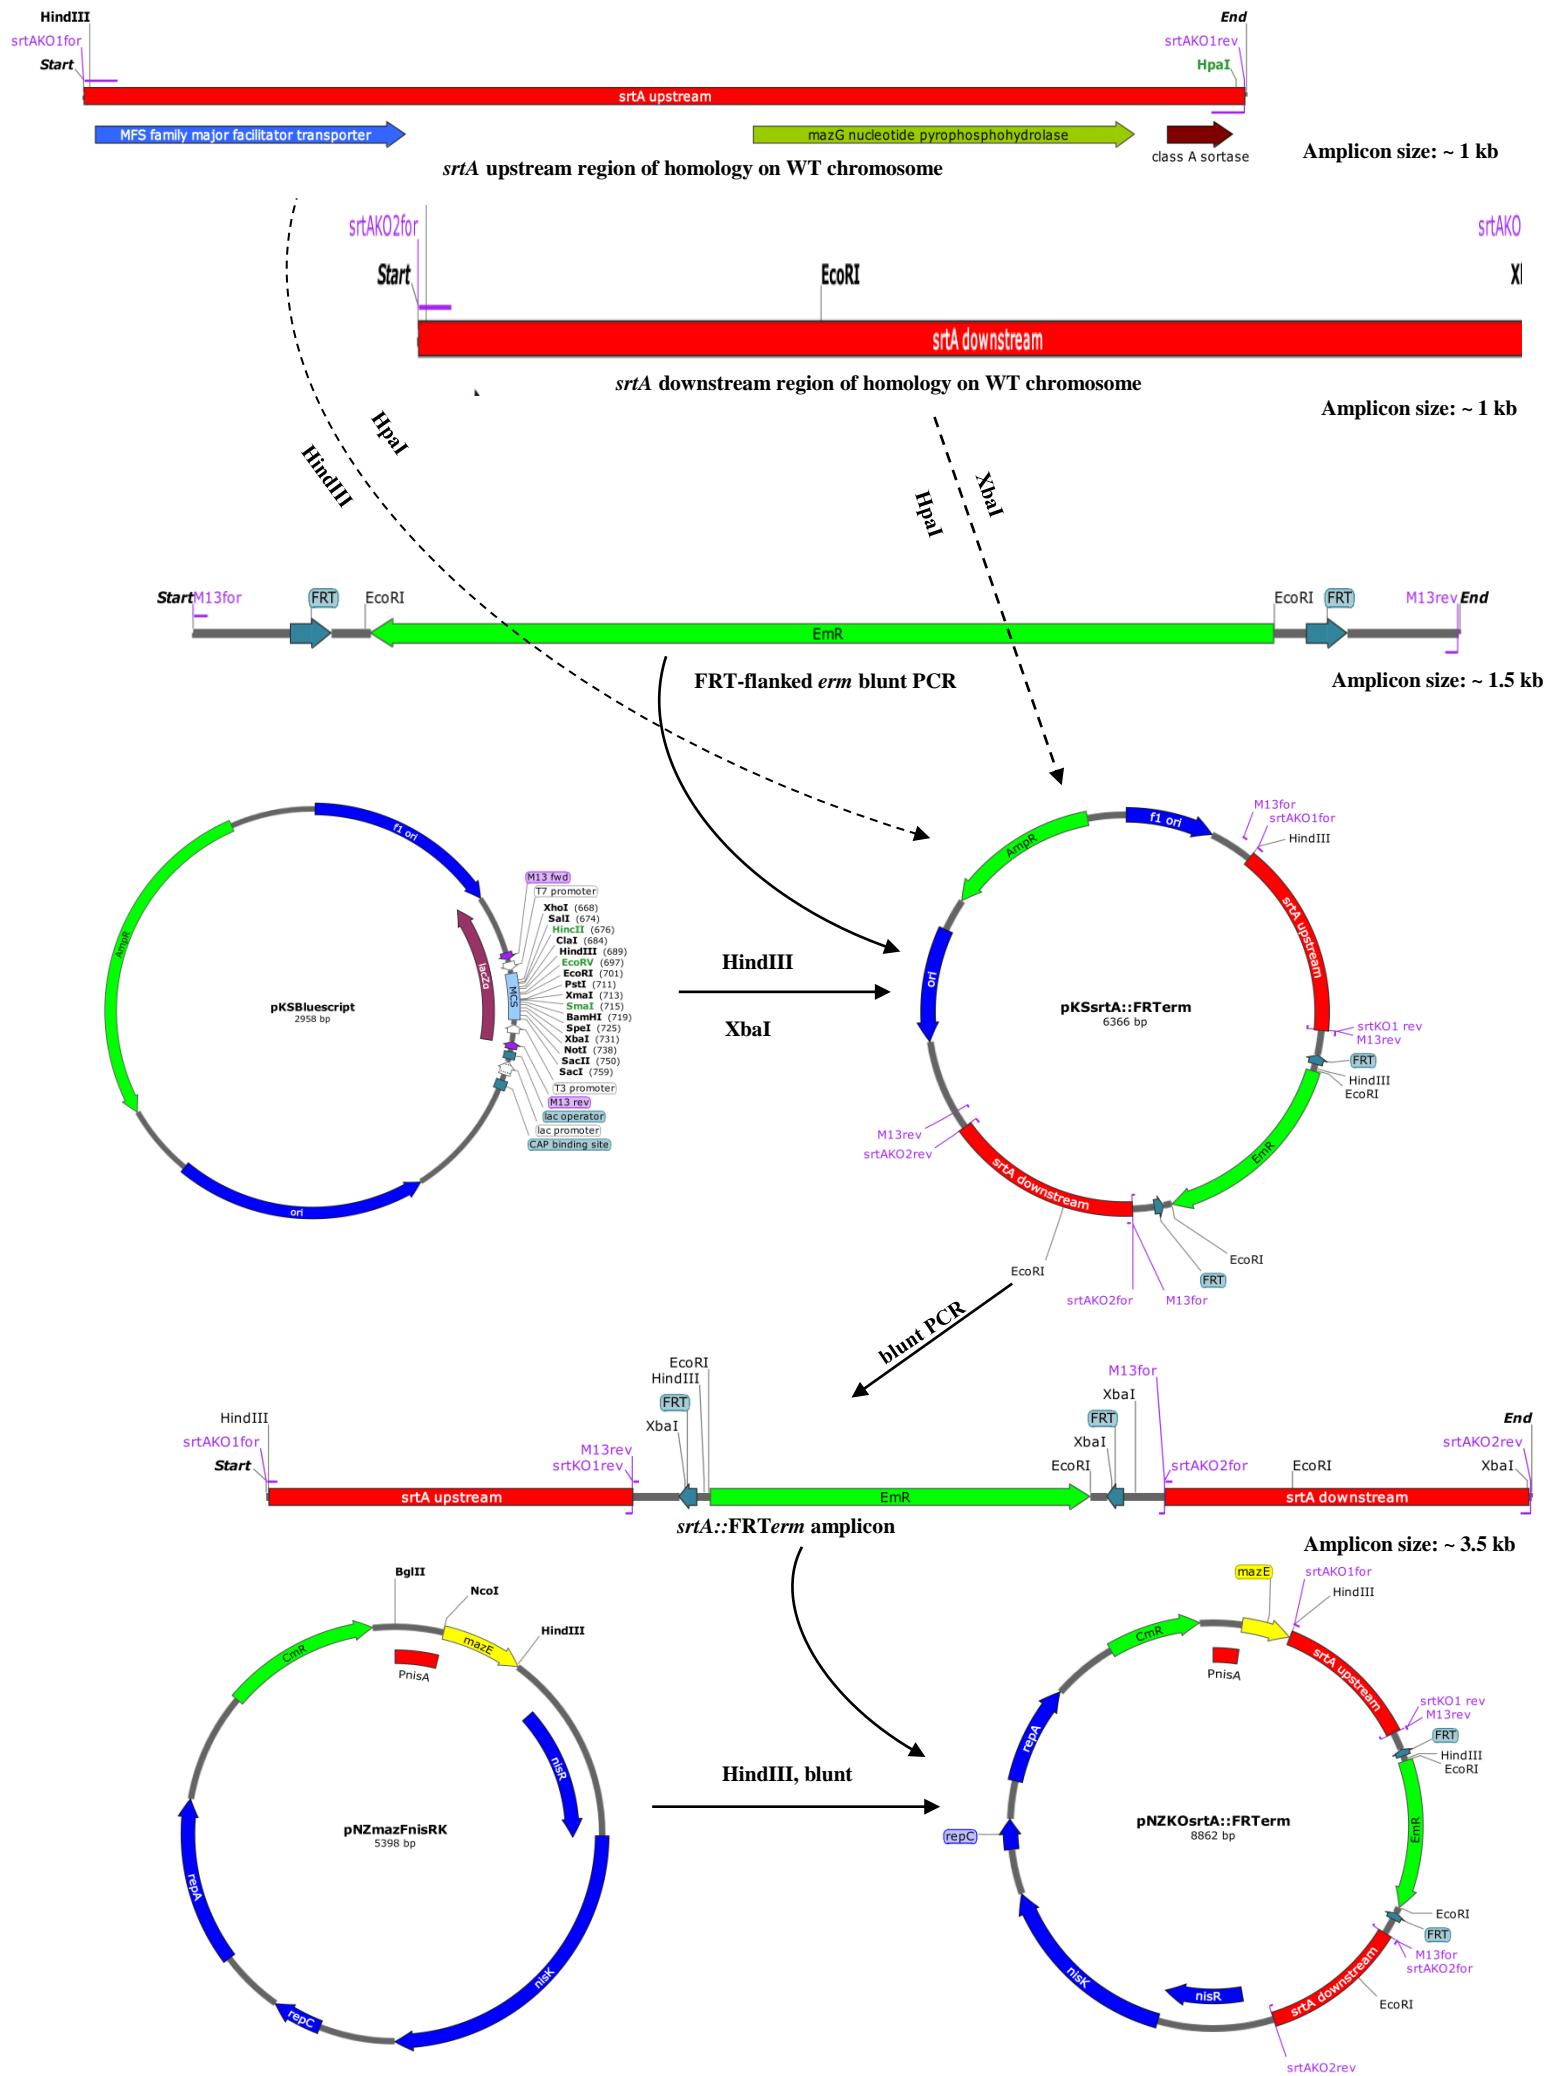 HindIII
End
srtAKO1for
srtAKO1rev
Start
HpaI
srtA upstream
MFS family major facilitator transporter
mazG nucleotide pyrophosphohydrolase
class A sortase
Amplicon size: ~ 1 kb
srtA upstream region of homology on WT chromosome
srtAKO2for
srtAKO
Start
EcoRI
XI
srtA downstream
srtA downstream region of homology on WT chromosome
Amplicon size: ~ 1 kb
HpaI
HindIII
XbaI
HpaI
Start
M13for
FRT
EcoRI
EcoRI
FRT
M13rev
End
EmR
FRT-flanked erm blunt PCR
Amplicon size: ~ 1.5 kb
f1 ori
AmpR
M13 fwd
T7 promoter
XhoI (668)
SalI (674)
HincII (676)
ClaI (684)
HindIII (689)
EcoRV (697)
EcoRI (701)
PstI (711)
XmaI (713)
SmaI (715)
BamHI (719)
SpeI (725)
XbaI (731)
NotI (738)
SacII (750)
SacI (759)
T3 promoter
M13 rev
lac operator
lac promoter
CAP binding site
lacZα
MCS
pKSBluescript
2958 bp
ori
HindIII
XbaI
M13for
srtAKO1for
HindIII
f1 ori
AmpR
srtA upstream
ori
pKSsrtA::FRTerm
6366 bp
srtKO1 rev
M13rev
FRT
HindIII
EcoRI
EmR
M13rev
srtAKO2rev
srtA downstream
EcoRI
EcoRI
FRT
srtAKO2for
M13for
blunt PCR
EcoRI
HindIII
FRT
XbaI
M13for
XbaI
FRT
XbaI
HindIII
srtAKO1for
Start
M13rev
srtKO1rev
EcoRI
srtAKO2for
EcoRI
End
srtAKO2rev
XbaI
srtA upstream
EmR
srtA downstream
srtA::FRTerm amplicon
Amplicon size: ~ 3.5 kb
BglII
NcoI
HindIII
CmR
mazE
PnisA
nisR
repA
pNZmazFnisRK
5398 bp
nisK
repC
HindIII, blunt
mazE
srtAKO1for
HindIII
CmR
PnisA
srtA upstream
srtKO1 rev
M13rev
FRT
HindIII
EcoRI
repA
repC
pNZKOsrtA::FRTerm
8862 bp
EmR
EcoRI
FRT
M13for
srtAKO2for
nisK
nisR
srtA downstream
EcoRI
srtAKO2rev